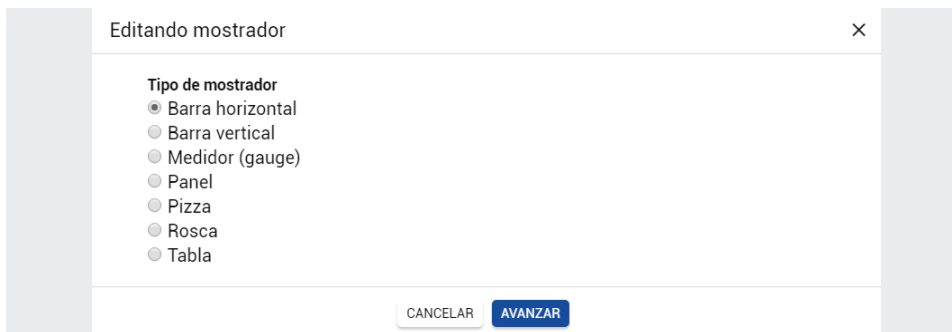 Editando mostrador
Tipo de mostrador
Barra horizontal
Barra vertical
Medidor (gauge)
Panel
Pizza
Rosca
Tabla
CANCELAR AVANZAR